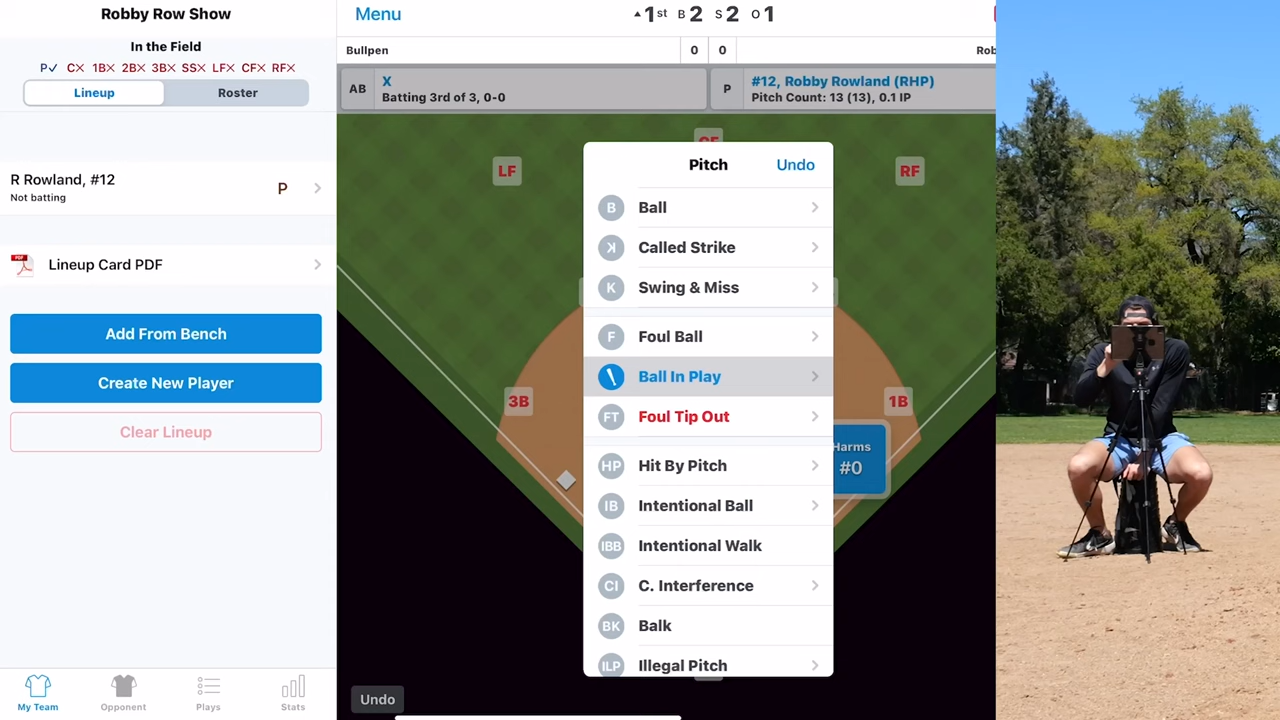 Robby Row Show
In the Field
P✓ C× 1B× 2B× 3B× SS× LF× CF× RF×
Lineup
Roster
R Rowland, #12
Not batting
P
PDF
Lineup Card PDF
Add From Bench
Create New Player
Clear Lineup
My Team
Opponent
Plays
Stats
Menu
▲1st B 2 S 2 O 1
Bullpen
0
0
Rob
AB
X
Batting 3rd of 3, 0-0
P
#12, Robby Rowland (RHP)
Pitch Count: 13 (13), 0.1 IP
LF
CF
RF
3B
1B
Harms
#0
Pitch
Undo
B Ball
K Called Strike
K Swing & Miss
F Foul Ball
Ball In Play
FT Foul Tip Out
HP Hit By Pitch
IB Intentional Ball
IBB Intentional Walk
CI C. Interference
BK Balk
ILP Illegal Pitch
Undo